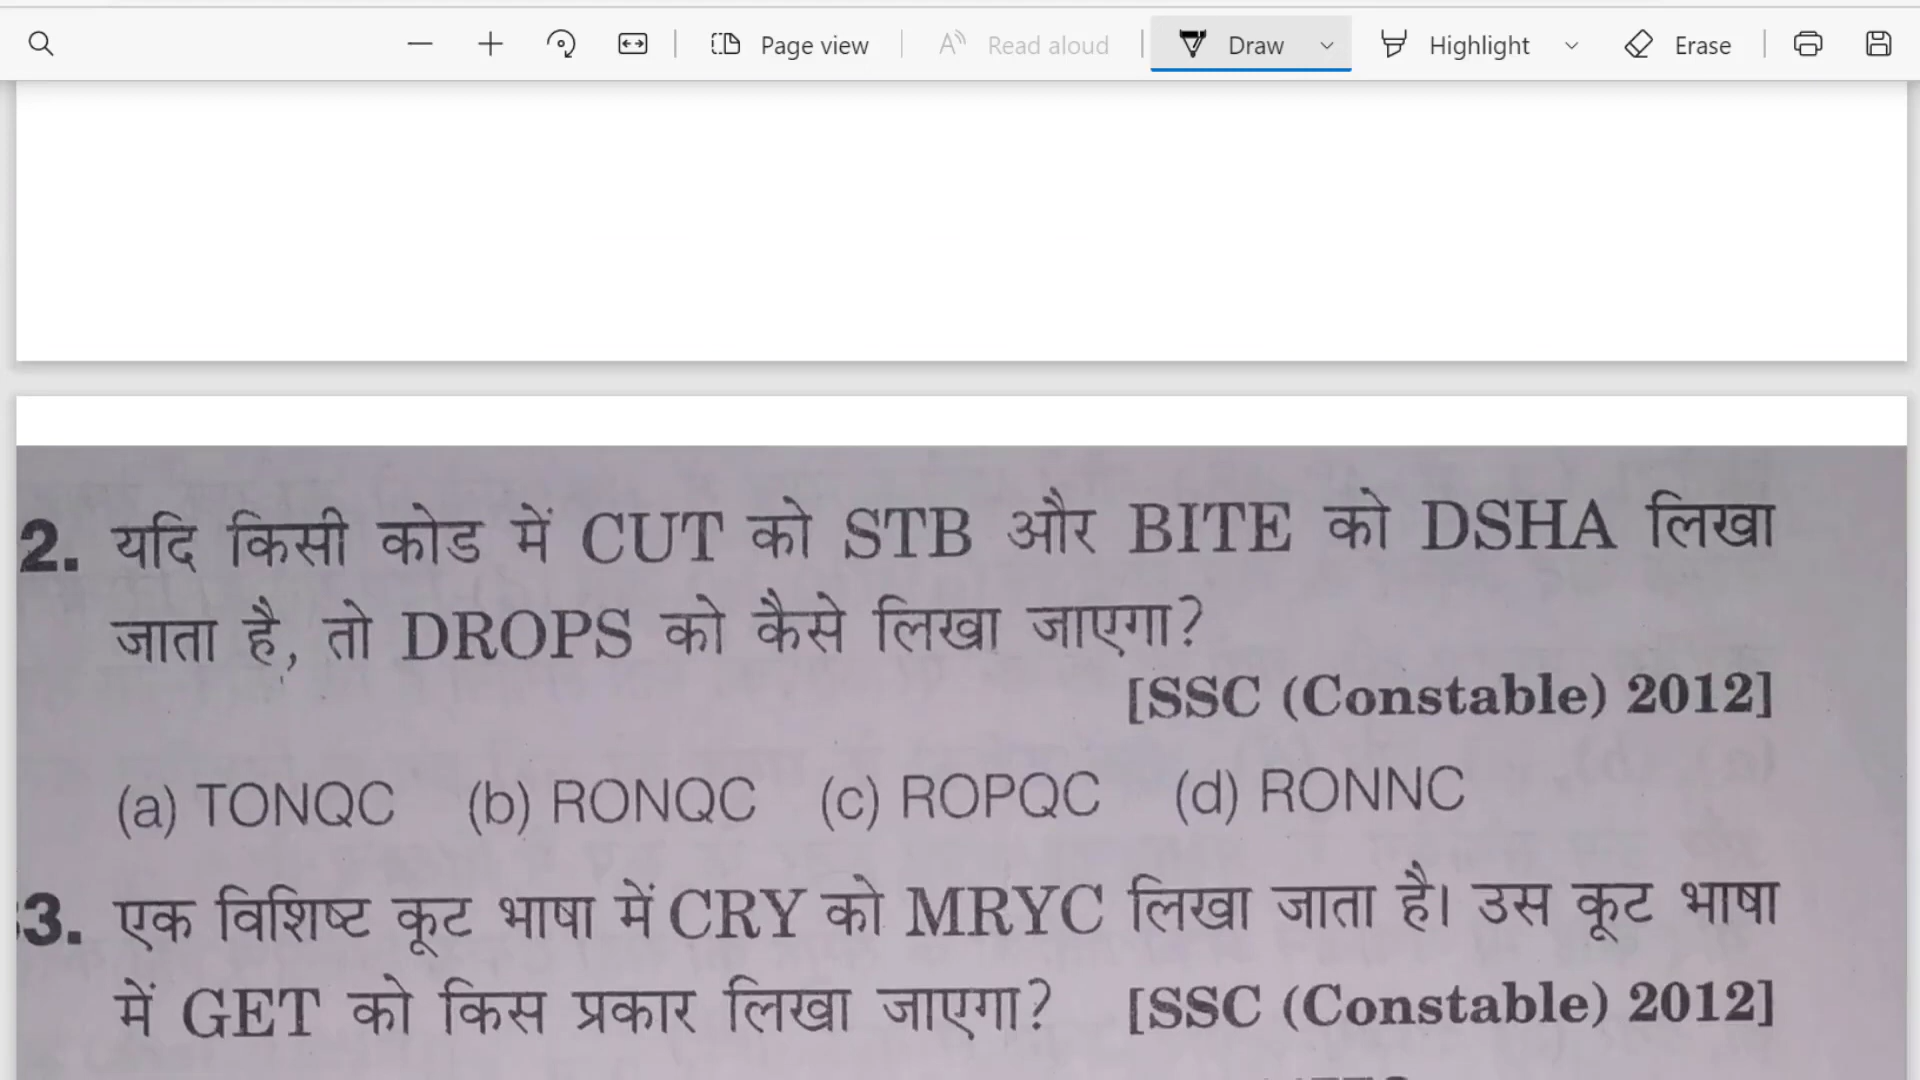 Page view
Read aloud
Draw
Highlight
Erase
2. यदि किसी कोड में CUT को STB और BITE को DSHA लिखा
जाता है, तो DROPS को कैसे लिखा जाएगा?
[SSC (Constable) 2012]
(a) TONQC (b) RONQC (c) ROPQC (d) RONNC
3. एक विशिष्ट कूट भाषा में CRY को MRYC लिखा जाता है। उस कूट भाषा
में GET को किस प्रकार लिखा जाएगा? [SSC (Constable) 2012]